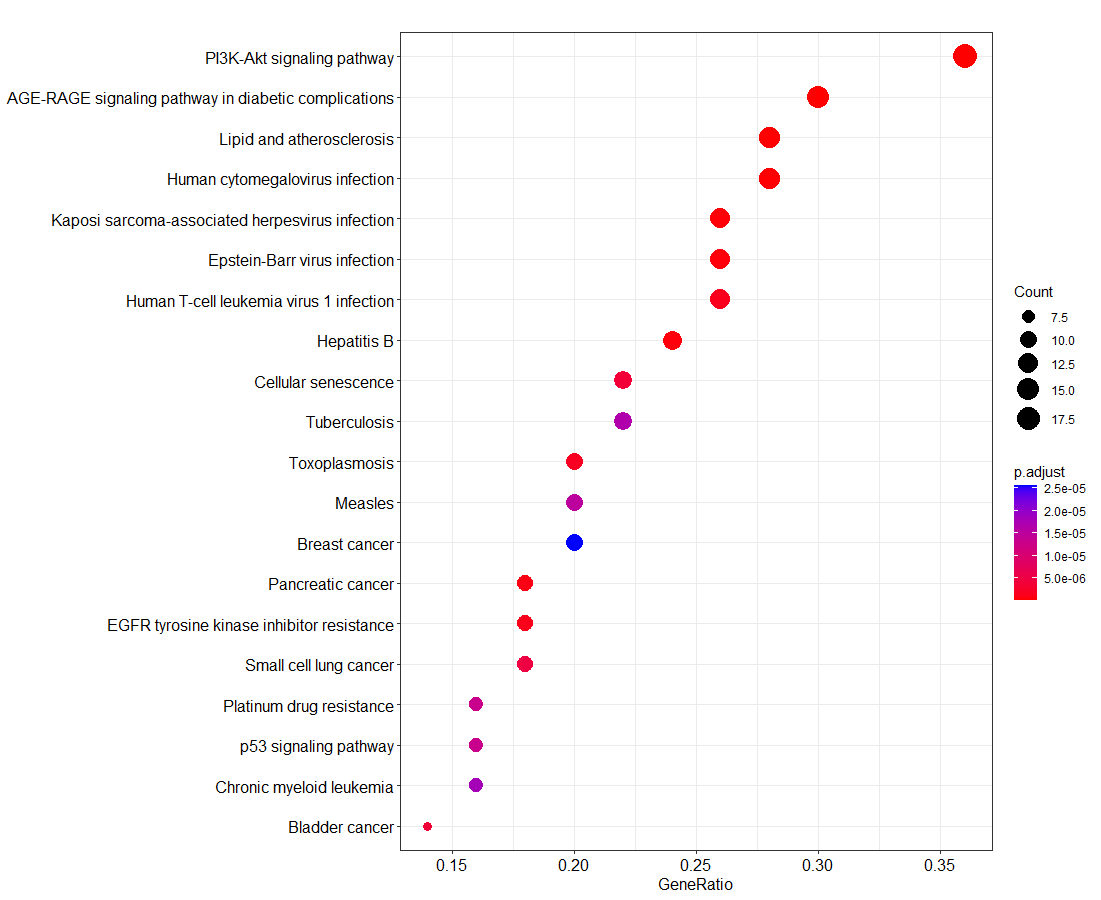 PI3K-Akt signaling pathway
AGE-RAGE signaling pathway in diabetic complications
Lipid and atherosclerosis
Human cytomegalovirus infection
Kaposi sarcoma-associated herpesvirus infection
Epstein-Barr virus infection
Human T-cell leukemia virus 1 infection
Hepatitis B
Cellular senescence
Tuberculosis
Toxoplasmosis
Measles
Breast cancer
Pancreatic cancer
EGFR tyrosine kinase inhibitor resistance
Small cell lung cancer
Platinum drug resistance
p53 signaling pathway
Chronic myeloid leukemia
Bladder cancer
0.15 0.20 0.25 0.30 0.35
GeneRatio
Count
7.5
10.0
12.5
15.0
17.5
p.adjust
2.5e-05
2.0e-05
1.5e-05
1.0e-05
5.0e-06